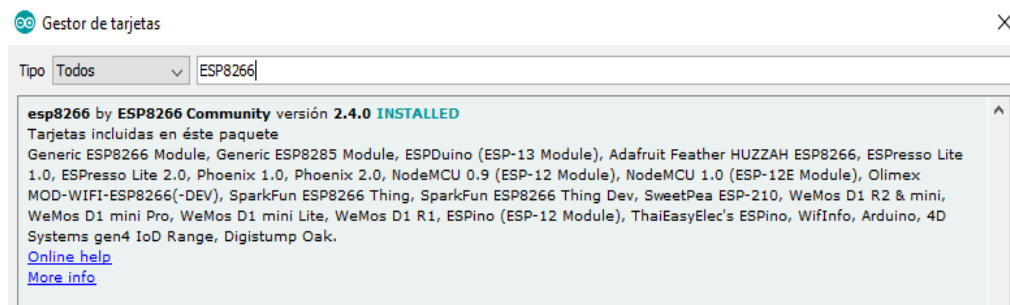 Gestor de tarjetas
Tipo Todos ESP8266
esp8266 by ESP8266 Community versión 2.4.0 INSTALLED
Tarjetas incluidas en éste paquete
Generic ESP8266 Module, Generic ESP8285 Module, ESPDuino (ESP-13 Module), Adafruit Feather HUZZAH ESP8266, ESPresso Lite
1.0, ESPresso Lite 2.0, Phoenix 1.0, Phoenix 2.0, NodeMCU 0.9 (ESP-12 Module), NodeMCU 1.0 (ESP-12E Module), Olimex
MOD-WIFI-ESP8266(-DEV), SparkFun ESP8266 Thing, SparkFun ESP8266 Thing Dev, SweetPea ESP-210, WeMos D1 R2 & mini,
WeMos D1 mini Pro, WeMos D1 mini Lite, WeMos D1 R1, ESPino (ESP-12 Module), ThaiEasyElec's ESPino, WifInfo, Arduino, 4D
Systems gen4 IoD Range, Digistump Oak.
Online help
More info